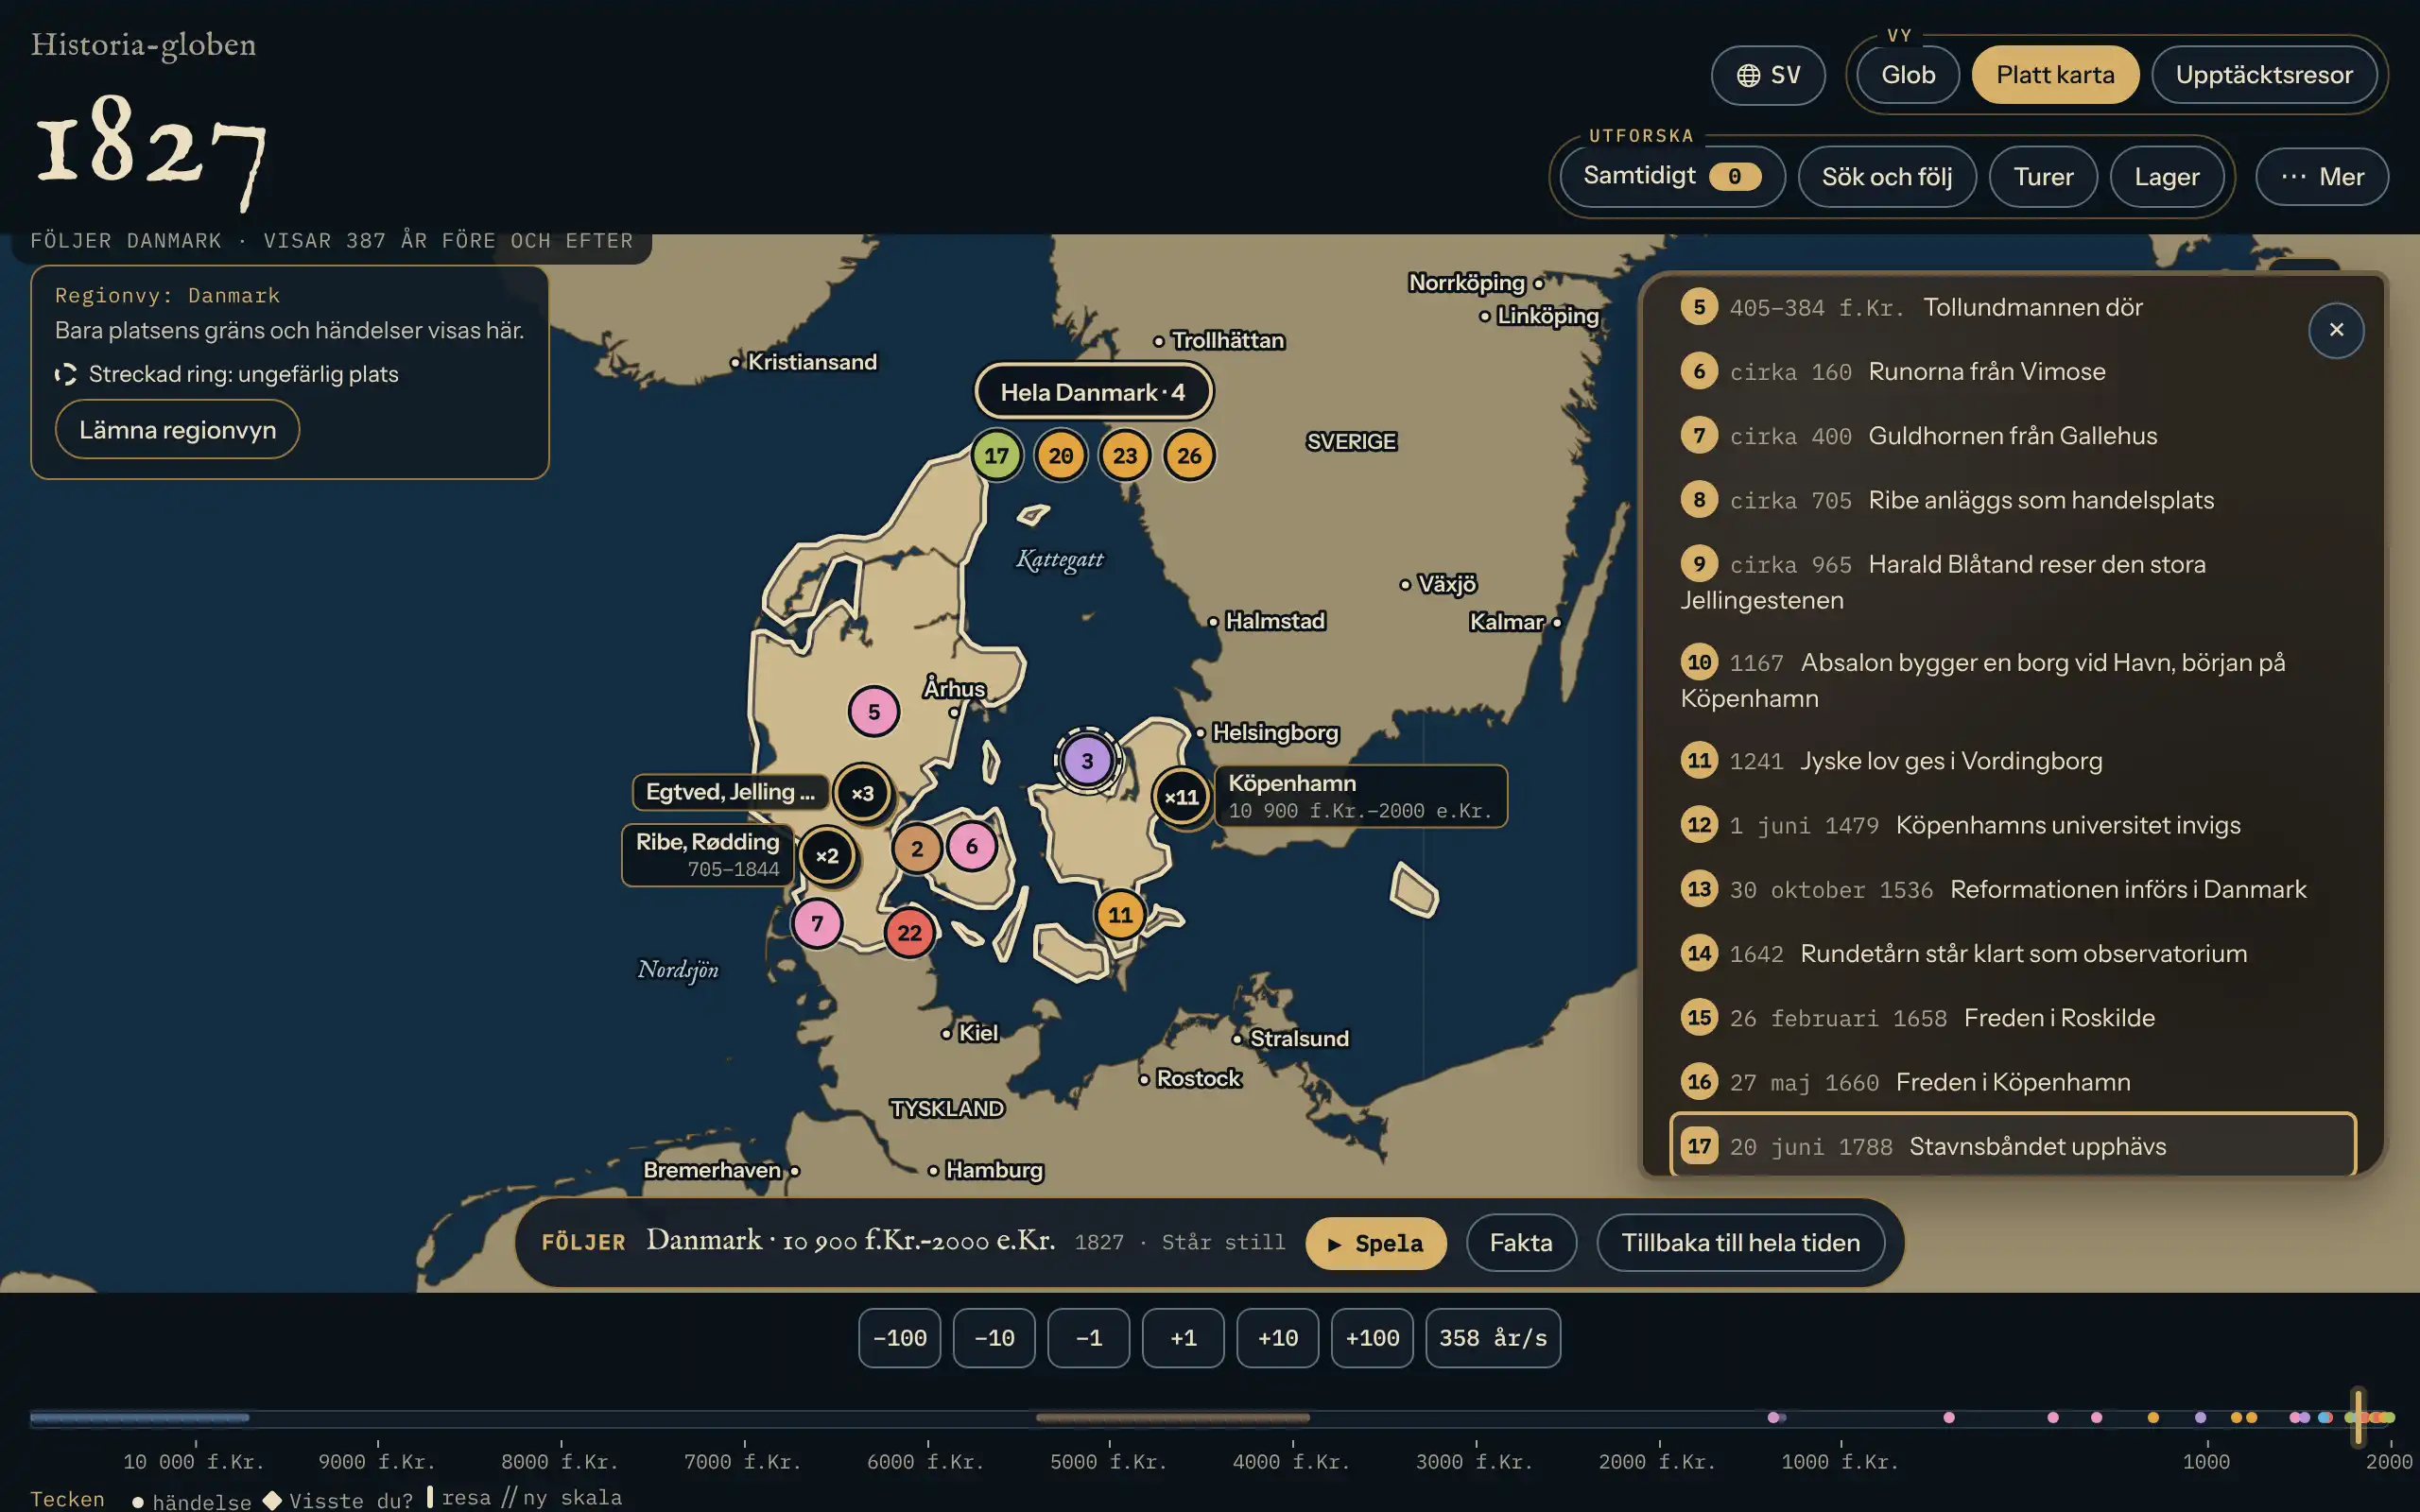 Historia-globen
1827
FÖLJER DANMARK · VISAR 387 ÅR FÖRE OCH EFTER
SV
VY
Glob
Platt karta
Upptäcktsresor
UTFORSKA
Samtidigt 0
Sök och följ
Turer
Lager
··· Mer
Regionvy: Danmark
Bara platsens gräns och händelser visas här.
Streckad ring: ungefärlig plats
Lämna regionvyn
Kristiansand
Trollhättan
Norrköping
Linköping
Hela Danmark · 4
17 20 23 26
SVERIGE
Kattegatt
Växjö
Halmstad
Kalmar
Århus
5
Helsingborg
3
Egtved, Jelling ...
×3
×11
Köpenhamn
10 900 f.Kr.–2000 e.Kr.
Ribe, Rødding
705–1844
×2
2
6
7
22
11
Nordsjön
Kiel
Stralsund
Rostock
TYSKLAND
Bremerhaven
Hamburg
×
5 405–384 f.Kr. Tollundmannen dör
6 cirka 160 Runorna från Vimose
7 cirka 400 Guldhornen från Gallehus
8 cirka 705 Ribe anläggs som handelsplats
9 cirka 965 Harald Blåtand reser den stora
Jellingestenen
10 1167 Absalon bygger en borg vid Havn, början på
Köpenhamn
11 1241 Jyske lov ges i Vordingborg
12 1 juni 1479 Köpenhamns universitet invigs
13 30 oktober 1536 Reformationen införs i Danmark
14 1642 Rundetårn står klart som observatorium
15 26 februari 1658 Freden i Roskilde
16 27 maj 1660 Freden i Köpenhamn
17 20 juni 1788 Stavnsbåndet upphävs
FÖLJER Danmark · 10 900 f.Kr.–2000 e.Kr. 1827 · Står still
▶ Spela
Fakta
Tillbaka till hela tiden
−100 −10 −1 +1 +10 +100 358 år/s
10 000 f.Kr. 9000 f.Kr. 8000 f.Kr. 7000 f.Kr. 6000 f.Kr. 5000 f.Kr. 4000 f.Kr. 3000 f.Kr. 2000 f.Kr. 1000 f.Kr. 1000 2000
Tecken händelse Visste du? resa // ny skala